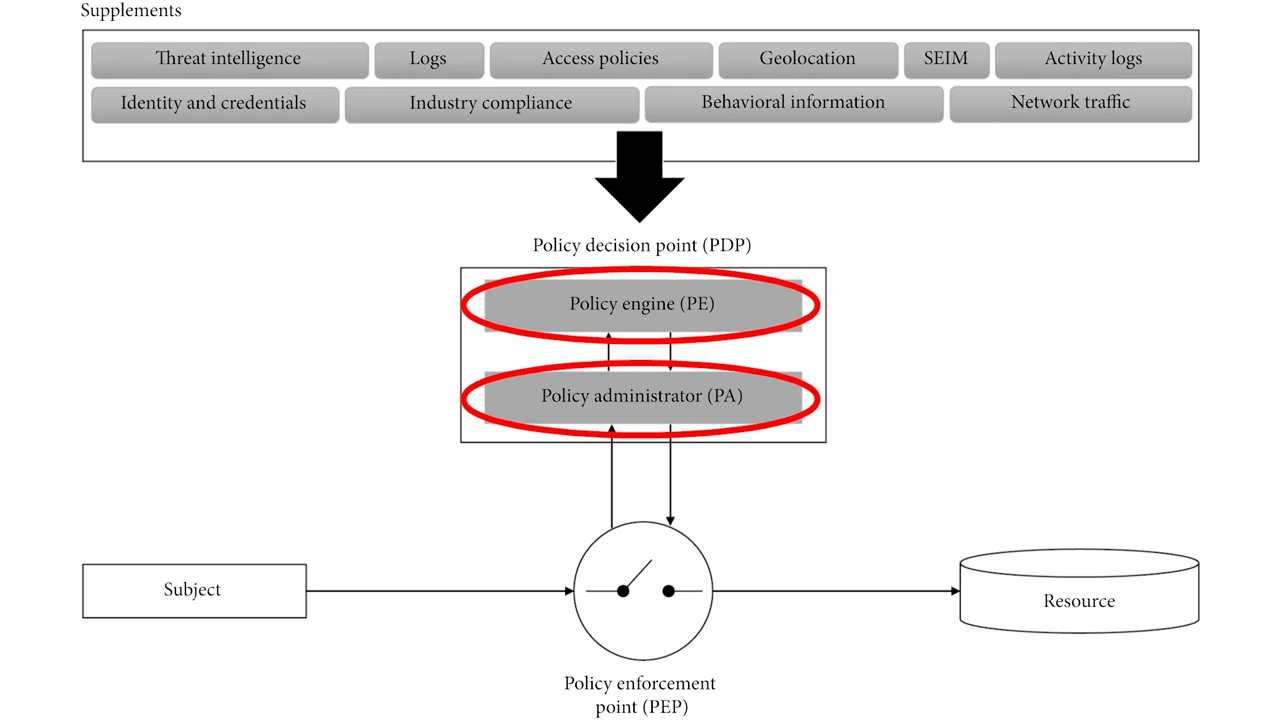 Supplements
Threat intelligence
Logs
Access policies
Geolocation
SEIM
Activity logs
Identity and credentials
Industry compliance
Behavioral information
Network traffic
Policy decision point (PDP)
Policy engine (PE)
Policy administrator (PA)
Subject
Resource
Policy enforcement
point (PEP)